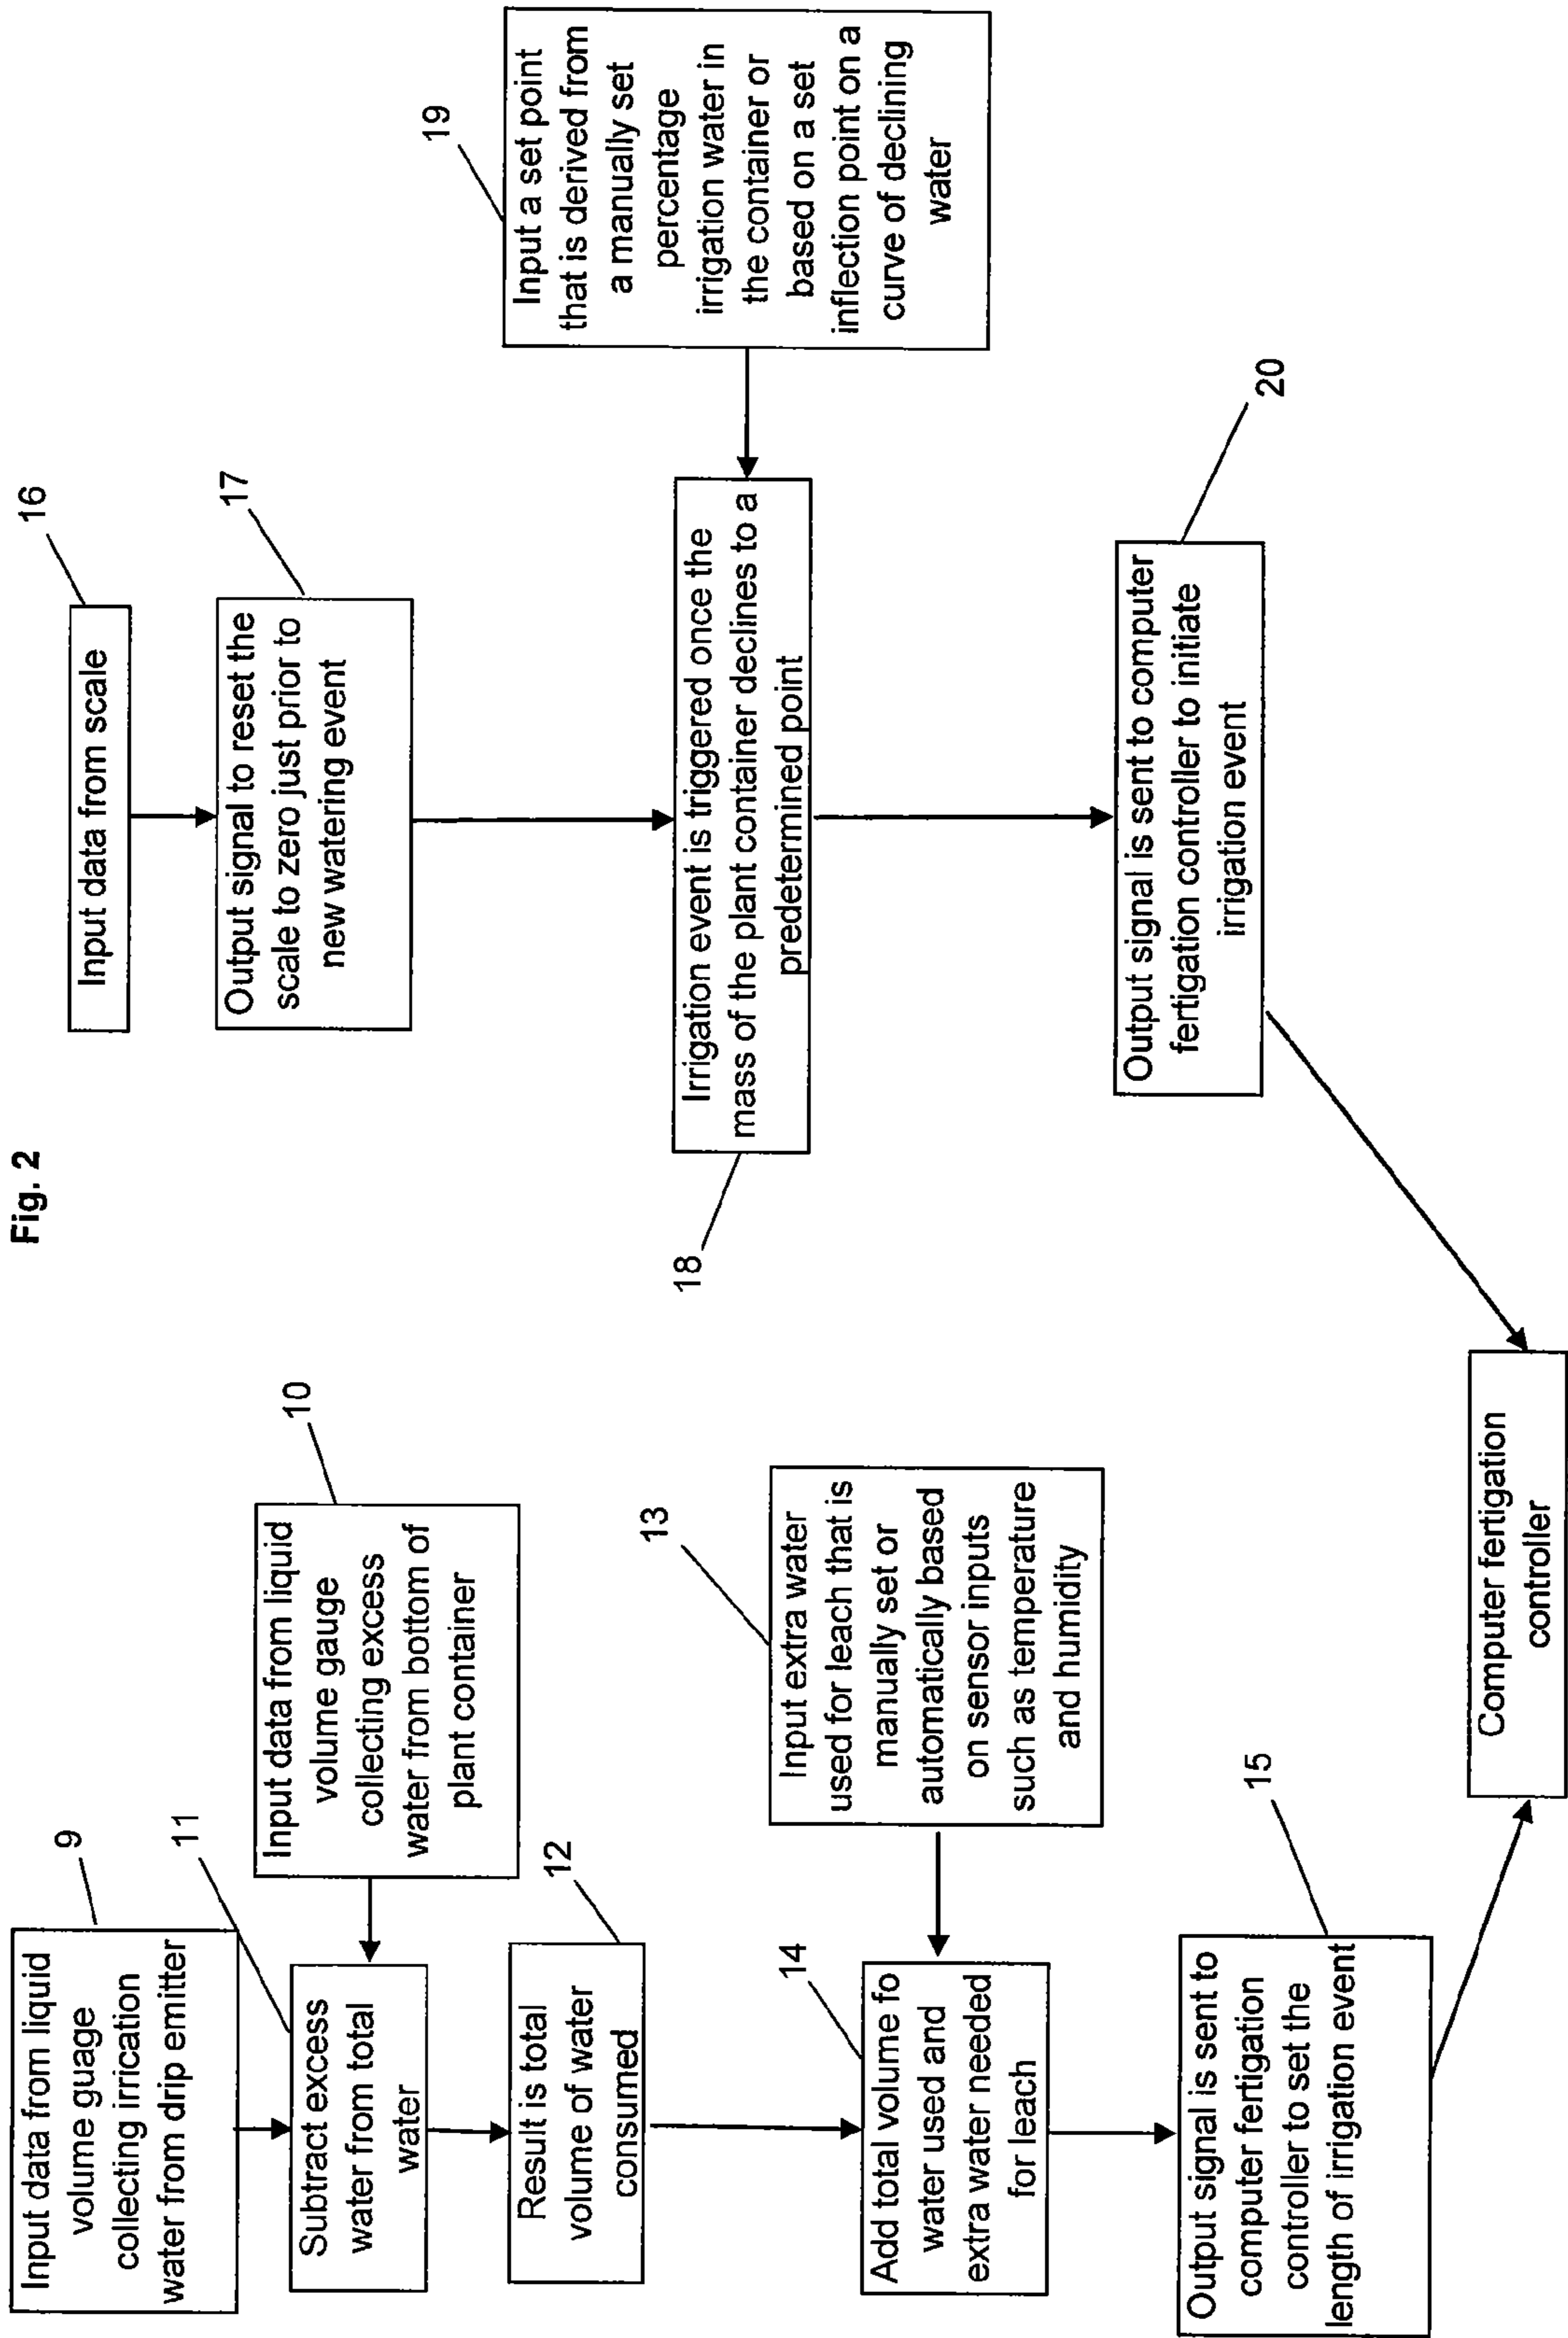 Fig. 2
9
Input data from liquid
volume guage
collecting irrication
water from drip emitter
10
Input data from liquid
volume gauge
collecting excess
water from bottom of
plant container
11
Subtract excess
water from total
water
12
Result is total
volume of water
consumed
13
Input extra water
used for leach that is
manually set or
automatically based
on sensor inputs
such as temperature
and humidity
14
Add total volume fo
water used and
extra water needed
for leach
15
Output signal is sent to
computer fertigation
controller to set the
length of irrigation event
16
Input data from scale
17
Output signal to reset the
scale to zero just prior to
new watering event
18
Irrigation event is triggered once the
mass of the plant container declines to a
predetermined point
19
Input a set point
that is derived from
a manually set
percentage
irrigation water in
the container or
based on a set
inflection point on a
curve of declining
water
20
Output signal is sent to computer
fertigation controller to initiate
irrigation event
Computer fertigation
controller